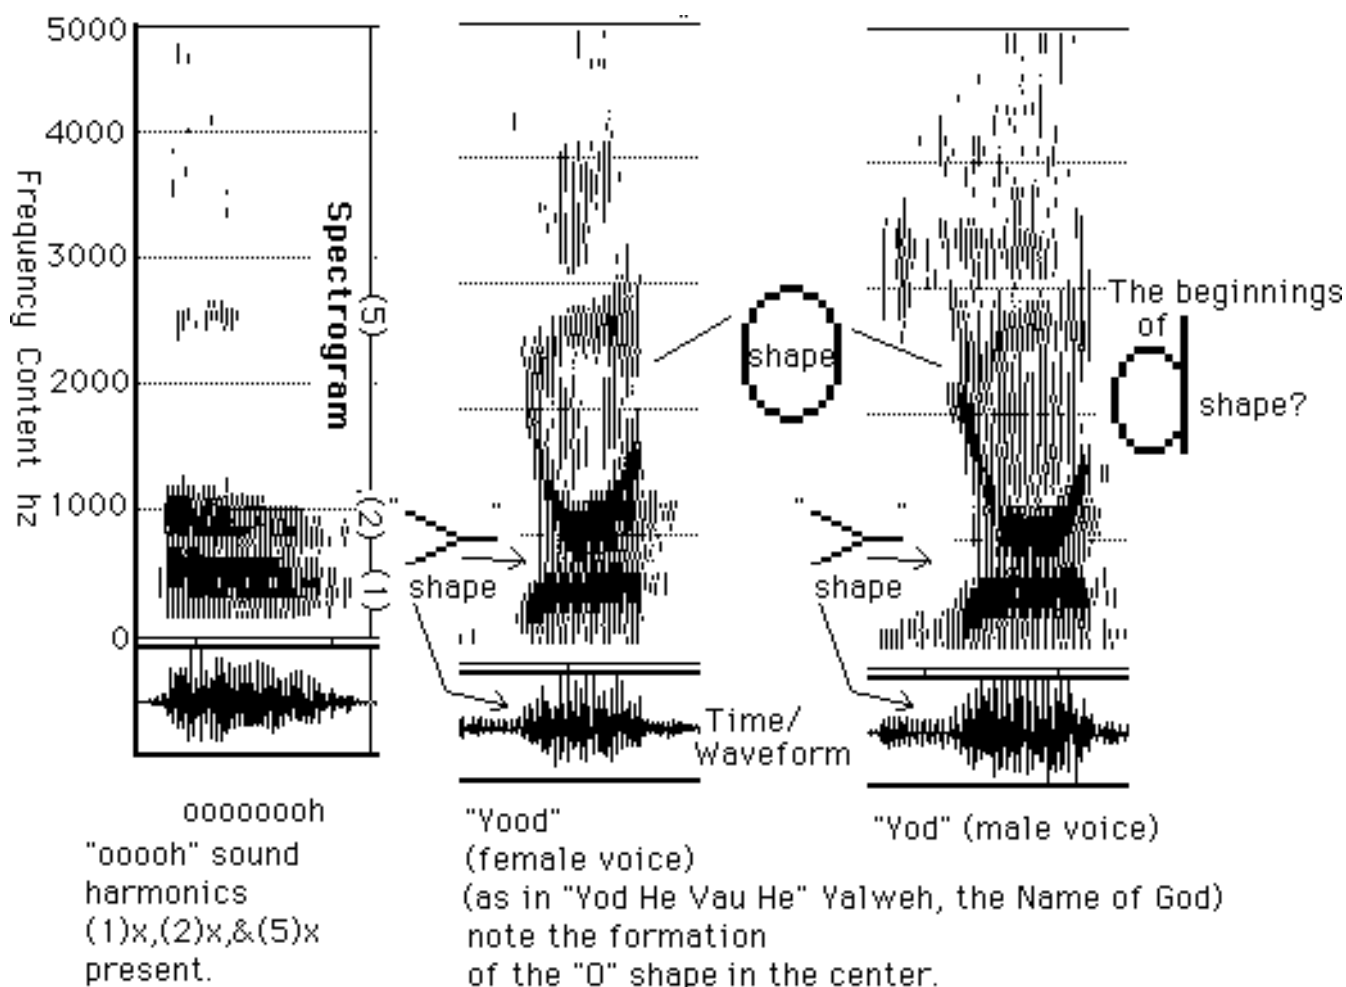 5000
4000
3000
2000
1000
0
Frequency Content hz
Spectrogram
(5)
(2)
(1)
"
" "
shape
shape
" "
shape
The beginnings
of
shape?
Time/
Waveform
oooooooh
"ooooh" sound
harmonics
(1)x,(2)x,&(5)x
present.
"Yood"
(female voice)
(as in "Yod He Vau He" Yalweh, the Name of God)
note the formation
of the "O" shape in the center.
"Yod" (male voice)